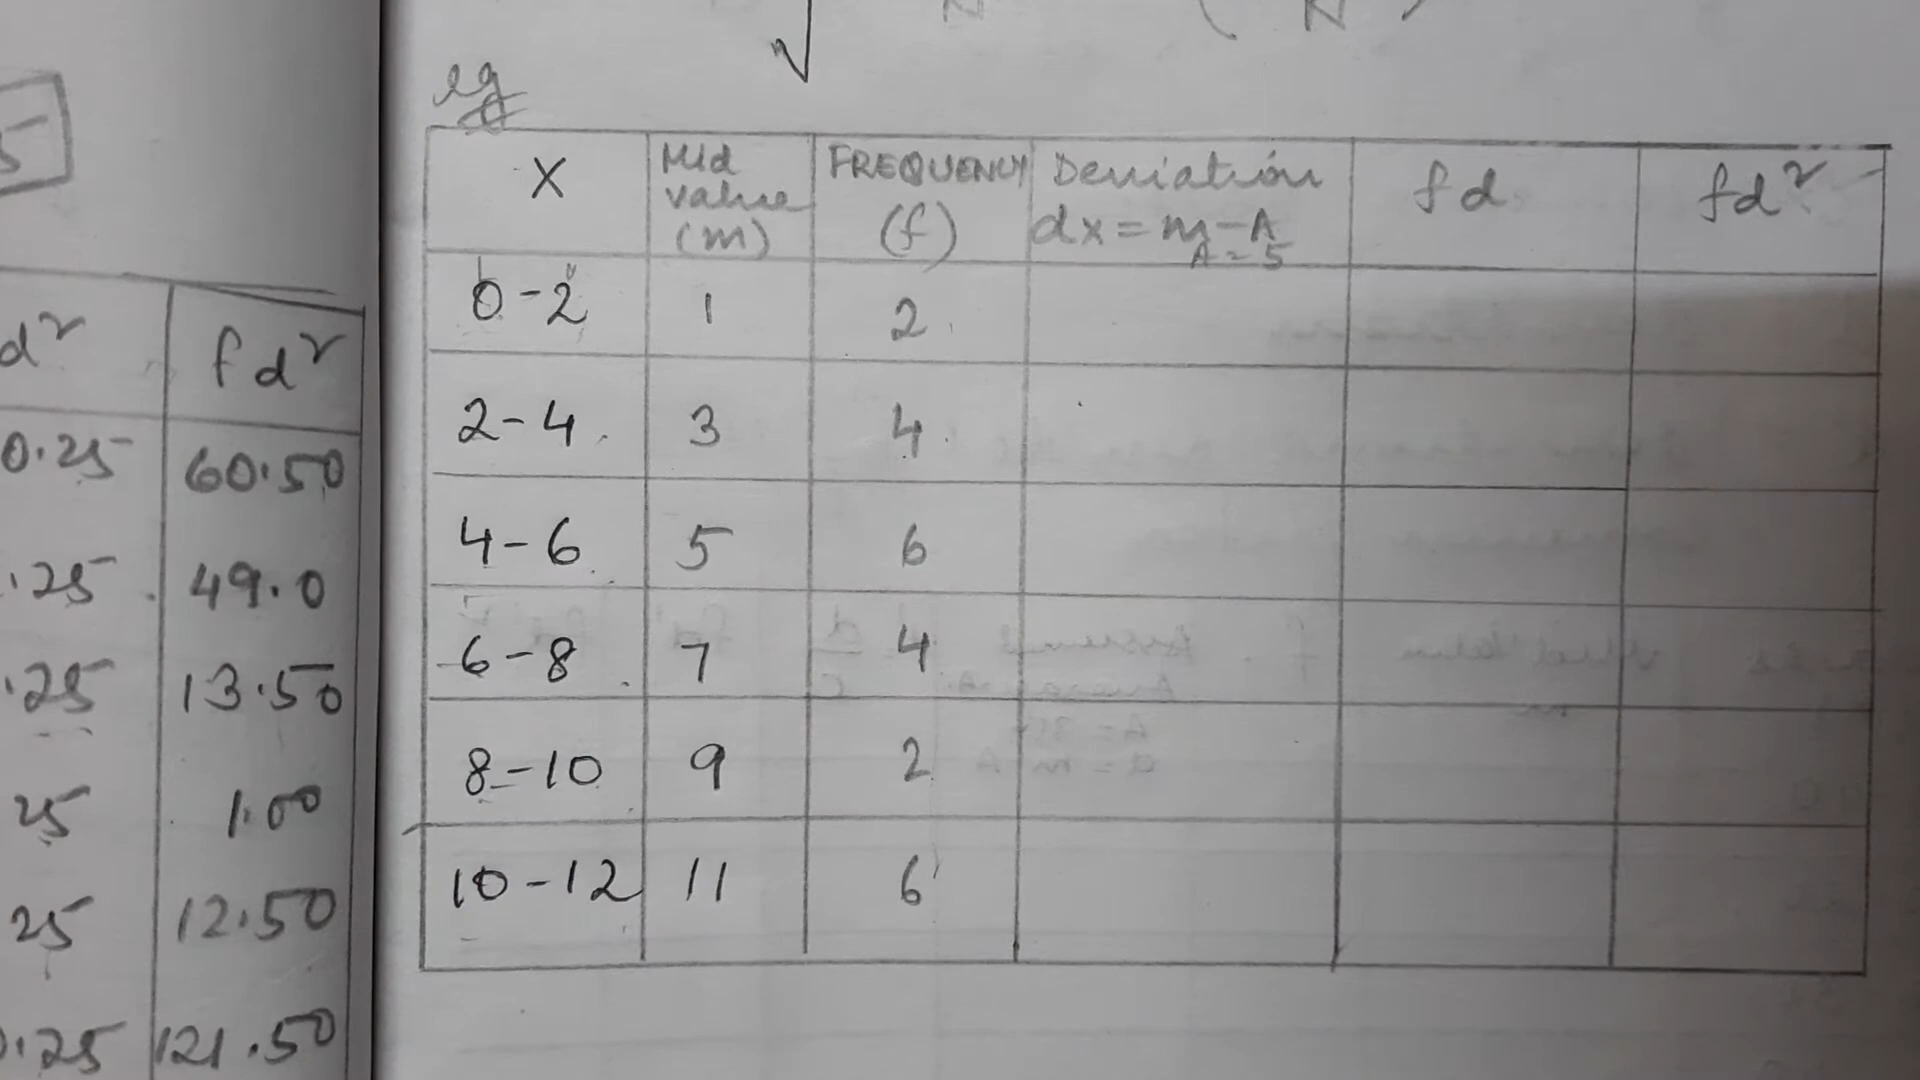 N N
eg
X Mid value (m) FREQUENCY (f) Deviation dx = m - A A = 5 fd fd²
0-2 1 2
2-4 3 4
4-6 5 6
6-8 7 4
8-10 9 2
10-12 11 6
5
d² fd²
0.25 60.50
.25 49.0
.25 13.50
25 1.00
25 12.50
0.25 121.50